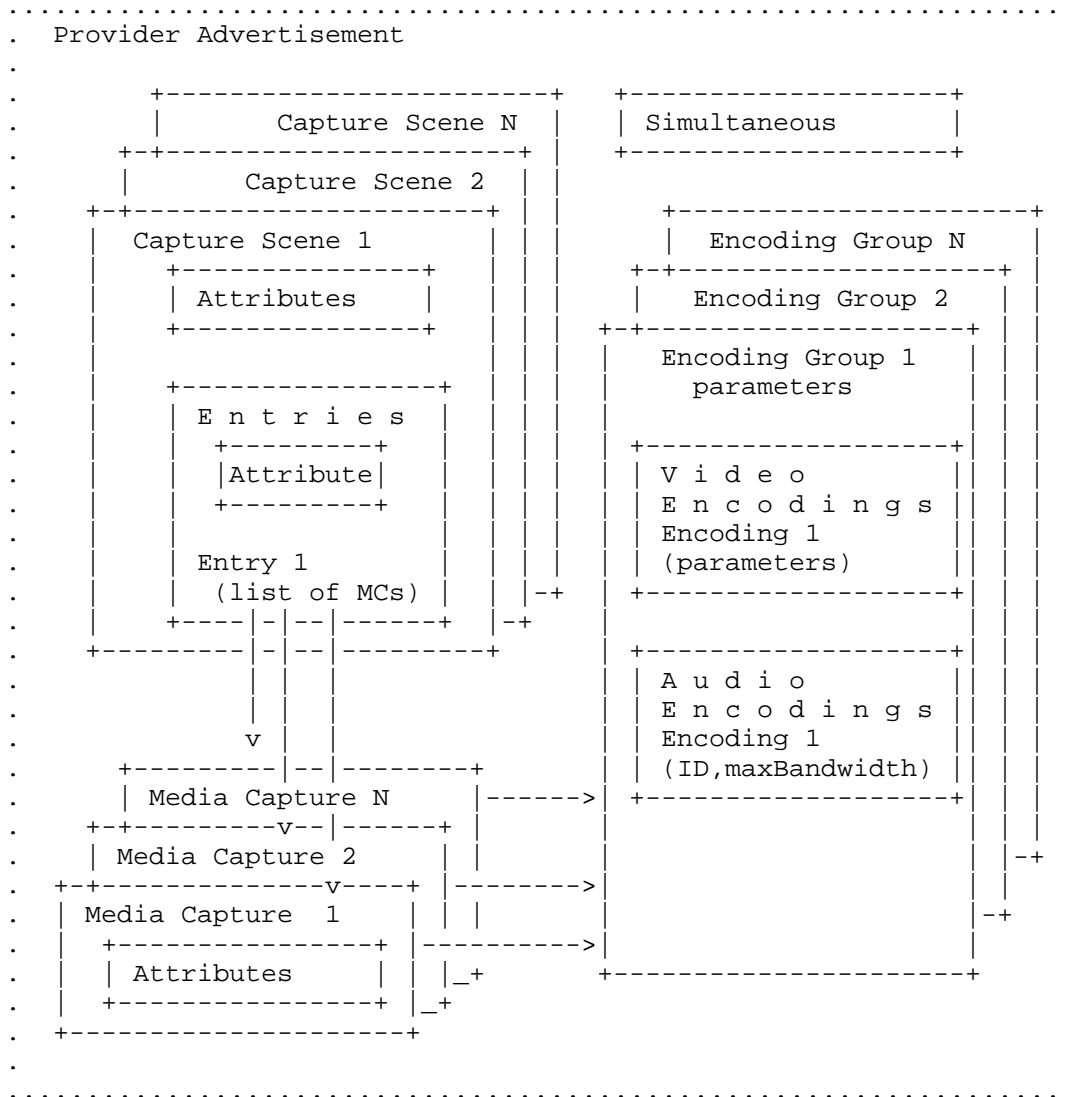 Provider Advertisement
Capture Scene N
Simultaneous
Capture Scene 2
Capture Scene 1
Encoding Group N
Attributes
Encoding Group 2
Encoding Group 1
parameters
E n t r i e s
Attribute
V i d e o
E n c o d i n g s
Encoding 1
(parameters)
Entry 1
(list of MCs)
A u d i o
E n c o d i n g s
Encoding 1
(ID,maxBandwidth)
Media Capture N
Media Capture 2
Media Capture 1
Attributes